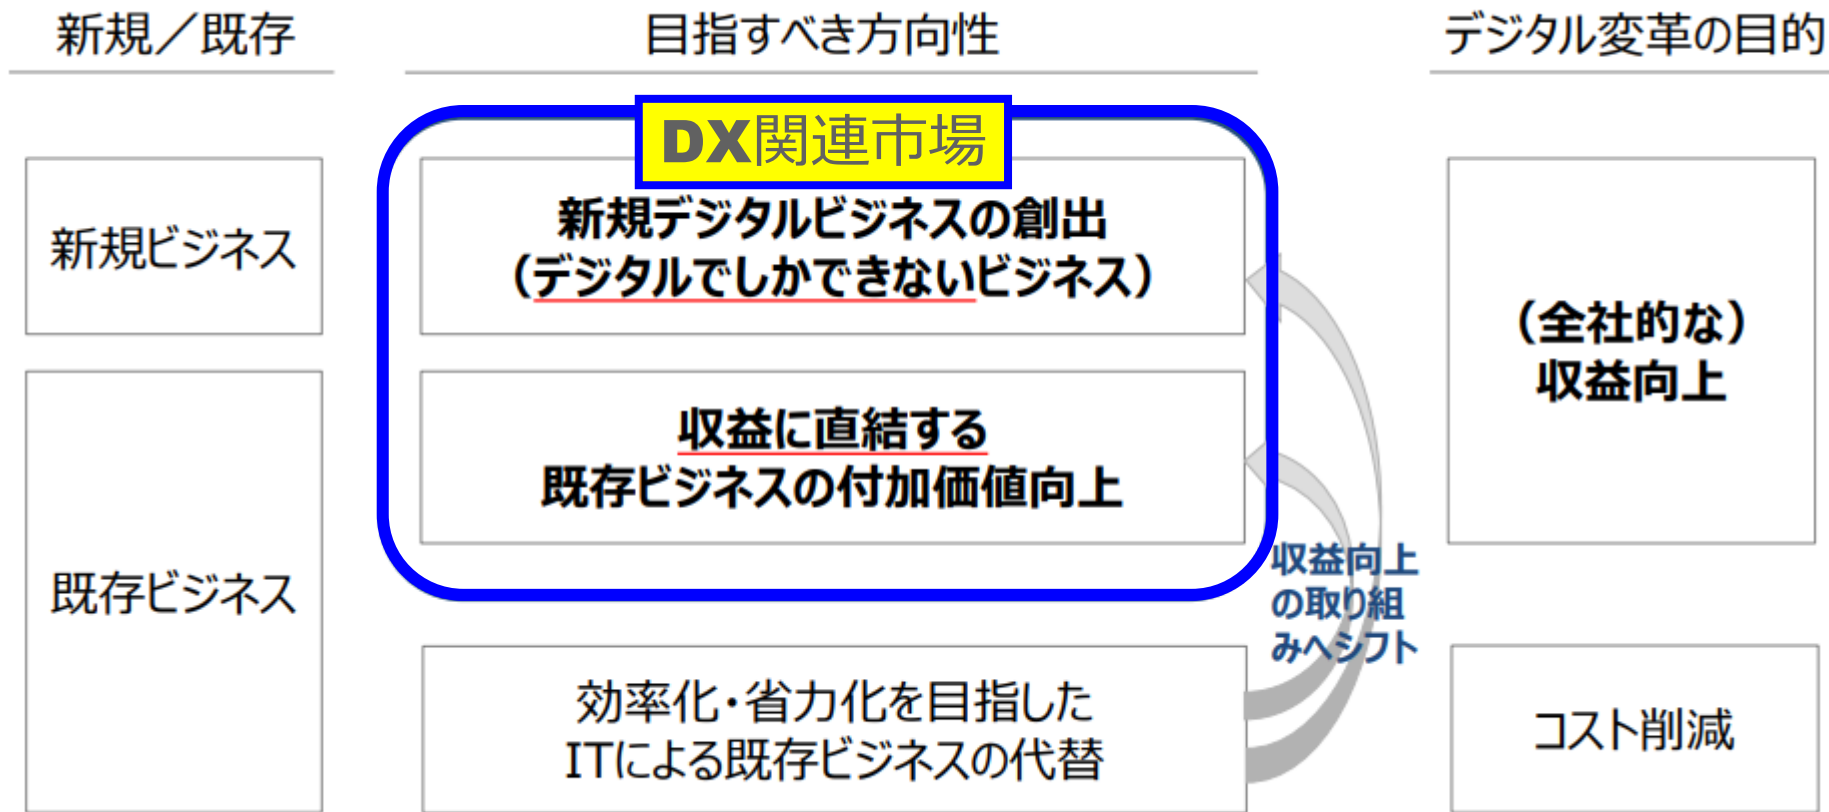 新規／既存
目指すべき方向性
デジタル変革の目的
DX関連市場
新規ビジネス
新規デジタルビジネスの創出
（デジタルでしかできないビジネス）
（全社的な）
収益向上
既存ビジネス
収益に直結する
既存ビジネスの付加価値向上
収益向上
の取り組
みへシフト
効率化・省力化を目指した
ITによる既存ビジネスの代替
コスト削減